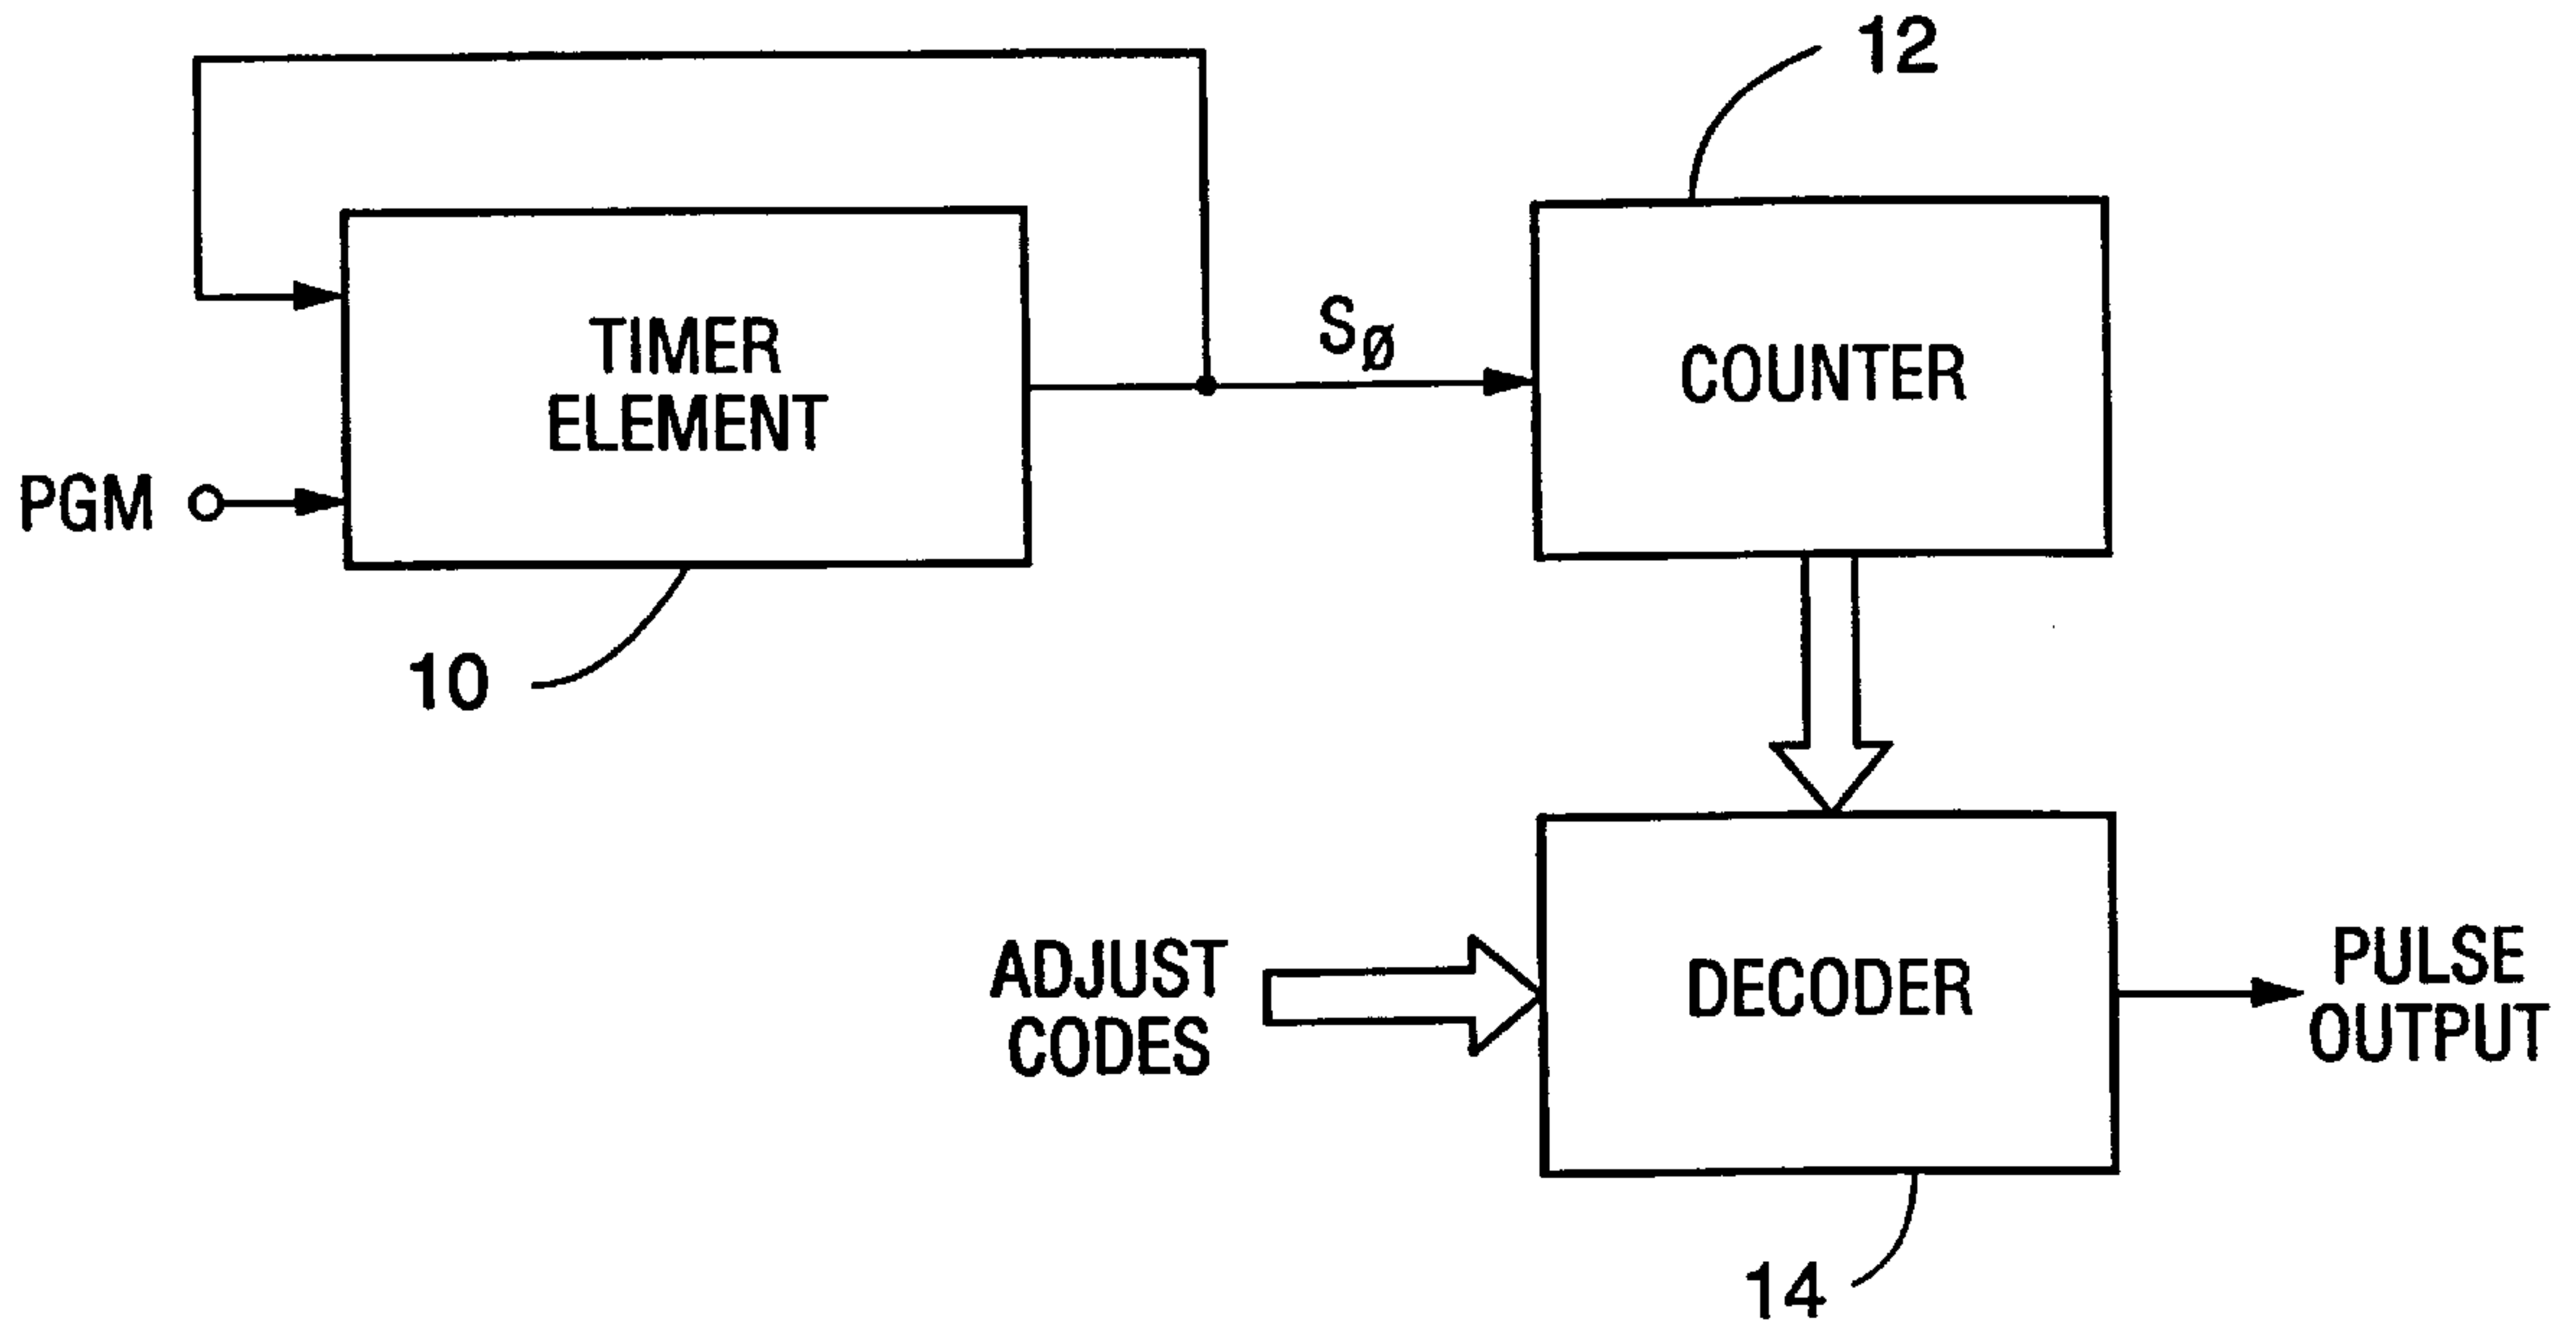 12
TIMER
ELEMENT
SØ
COUNTER
PGM
10
ADJUST
CODES
DECODER
PULSE
OUTPUT
14